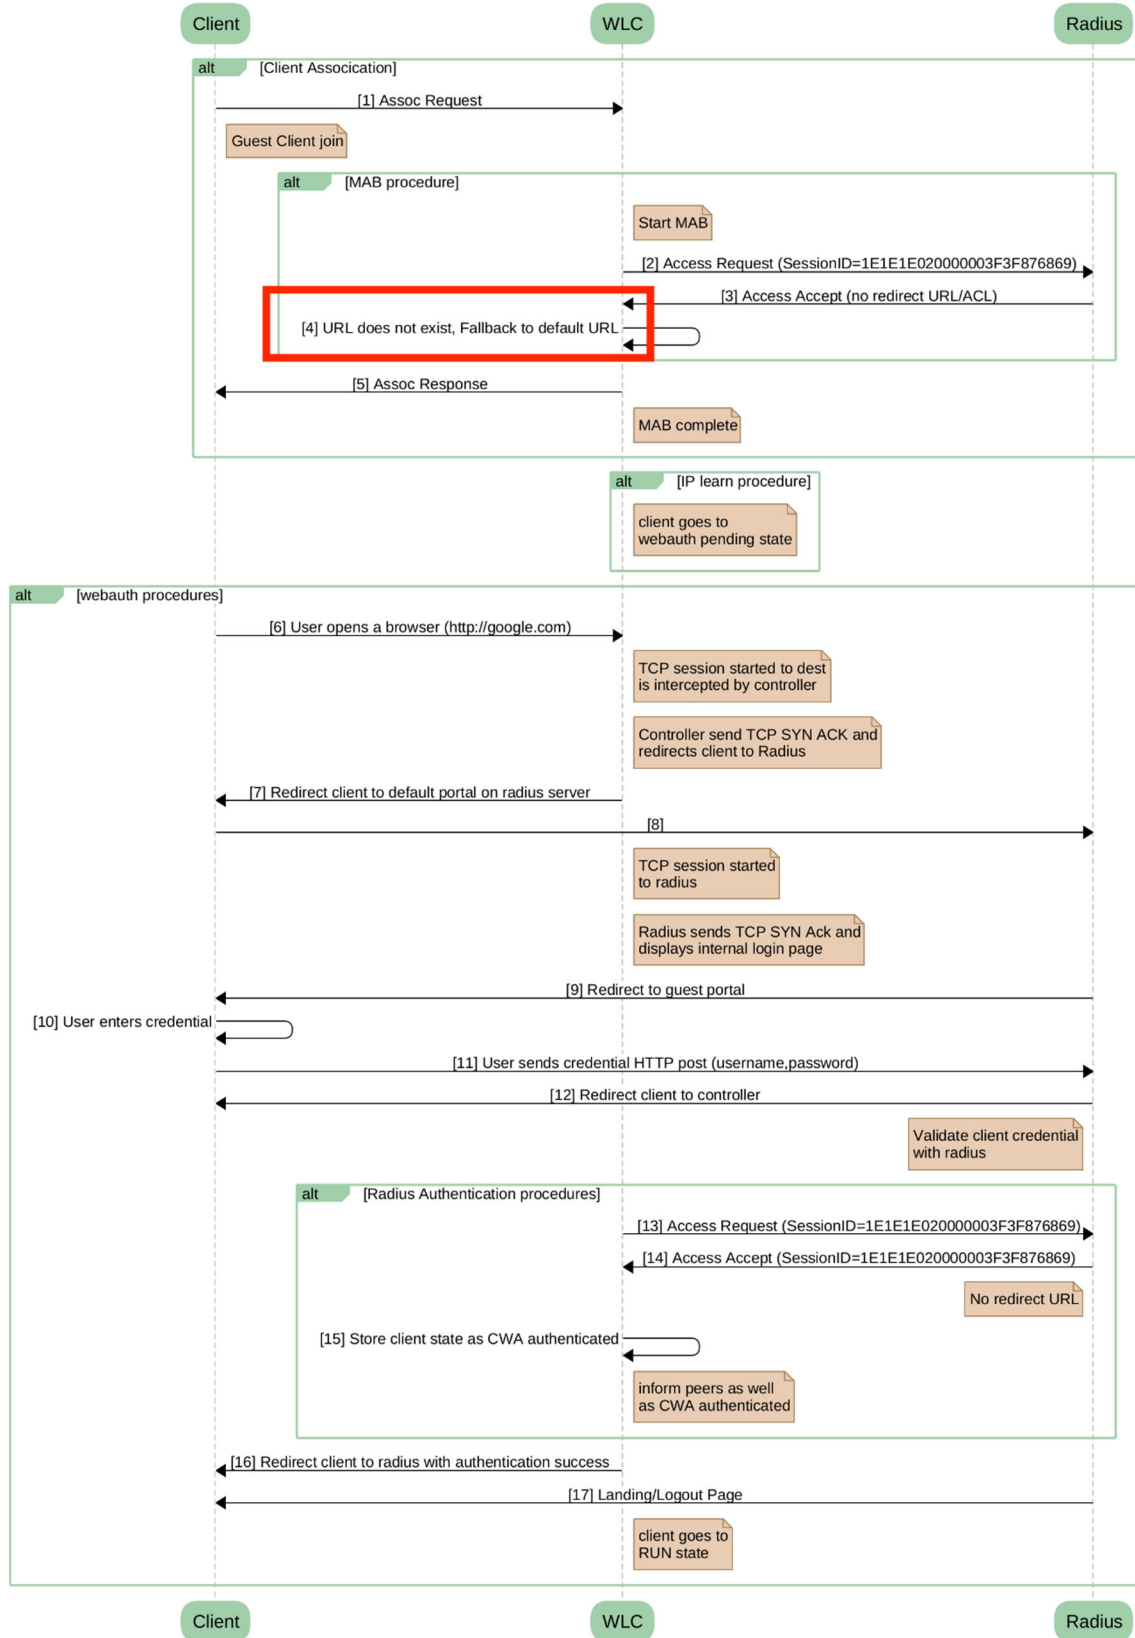 Client
WLC
Radius
alt
[Client Assocication]
[1] Assoc Request
Guest Client join
alt
[MAB procedure]
Start MAB
[2] Access Request (SessionID=1E1E1E020000003F3F876869)
[3] Access Accept (no redirect URL/ACL)
[4] URL does not exist, Fallback to default URL
[5] Assoc Response
MAB complete
alt
[IP learn procedure]
client goes to
webauth pending state
alt
[webauth procedures]
[6] User opens a browser (http://google.com)
TCP session started to dest
is intercepted by controller
Controller send TCP SYN ACK and
redirects client to Radius
[7] Redirect client to default portal on radius server
[8]
TCP session started
to radius
Radius sends TCP SYN Ack and
displays internal login page
[9] Redirect to guest portal
[10] User enters credential
[11] User sends credential HTTP post (username,password)
[12] Redirect client to controller
Validate client credential
with radius
alt
[Radius Authentication procedures]
[13] Access Request (SessionID=1E1E1E020000003F3F876869)
[14] Access Accept (SessionID=1E1E1E020000003F3F876869)
No redirect URL
[15] Store client state as CWA authenticated
inform peers as well
as CWA authenticated
[16] Redirect client to radius with authentication success
[17] Landing/Logout Page
client goes to
RUN state
Client
WLC
Radius